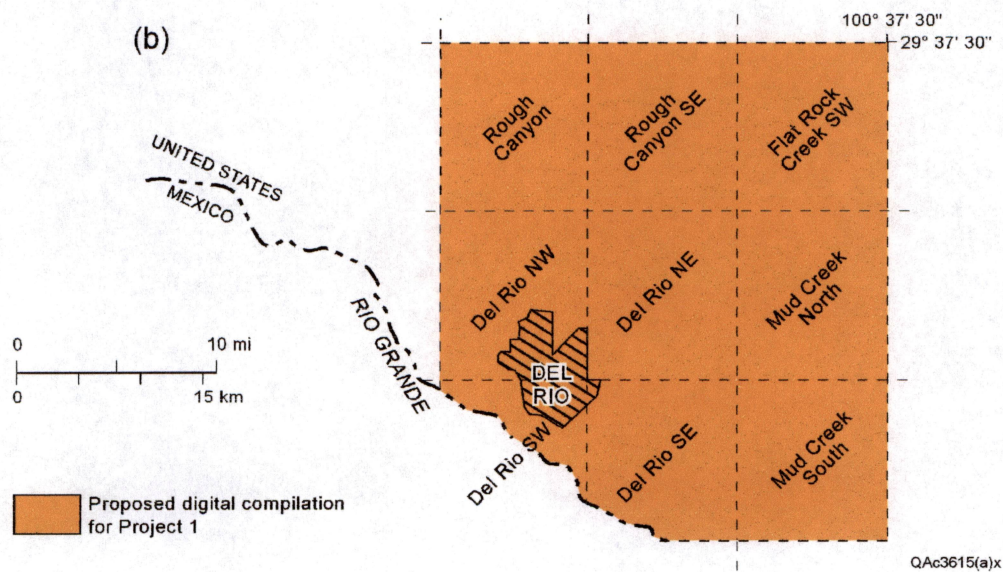 (b)
100° 37' 30"
29° 37' 30"
Rough
Canyon
Rough
Canyon SE
Flat Rock
Creek SW
UNITED STATES
MEXICO
RIO GRANDE
Del Rio NW
Del Rio NE
Mud Creek
North
0 10 mi
0 15 km
DEL
RIO
Del Rio SW
Del Rio SE
Mud Creek
South
Proposed digital compilation
for Project 1
QAc3615(a)x